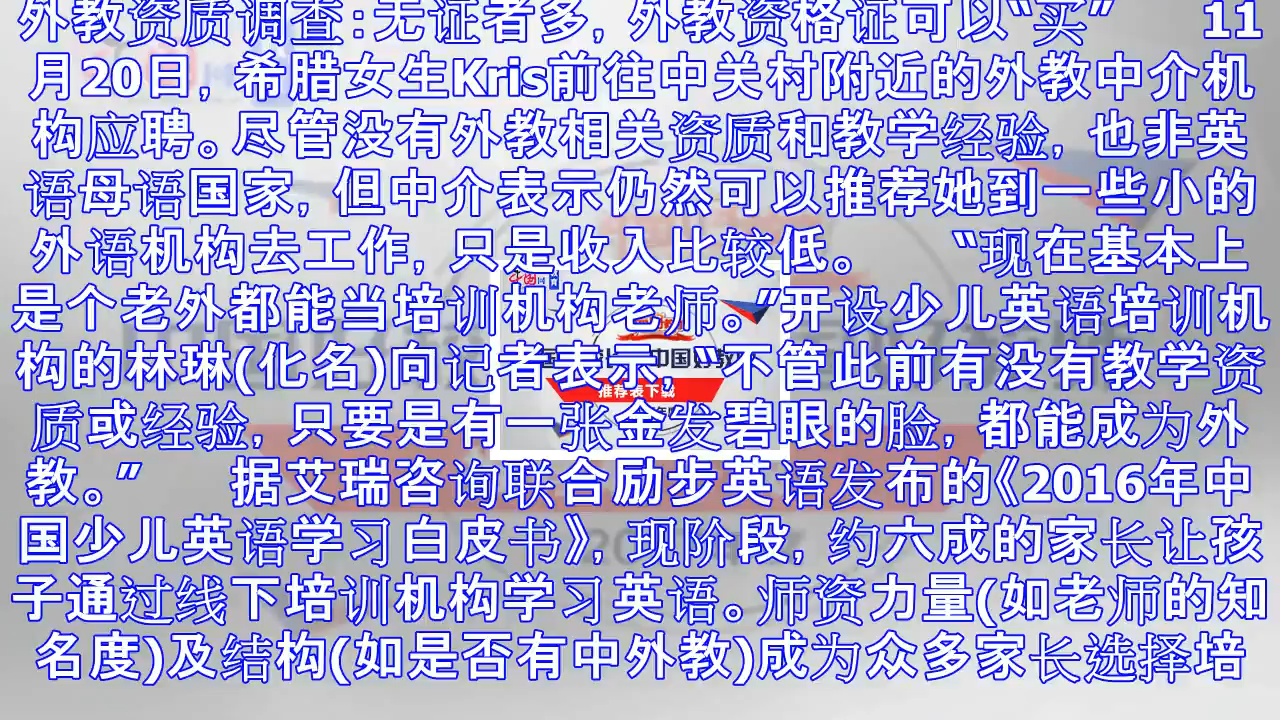 外教资质调查:无证者多, 外教资格证可以“买” 11
月20日, 希腊女生Kris前往中关村附近的外教中介机
构应聘。尽管没有外教相关资质和教学经验, 也非英
语母语国家, 但中介表示仍然可以推荐她到一些小的
外语机构去工作, 只是收入比较低。 “现在基本上
是个老外都能当培训机构老师。”开设少儿英语培训机
构的林琳(化名)向记者表示, “不管此前有没有教学资
质或经验, 只要是有一张金发碧眼的脸, 都能成为外
教。” 据艾瑞咨询联合励步英语发布的《2016年中
国少儿英语学习白皮书》, 现阶段, 约六成的家长让孩
子通过线下培训机构学习英语。师资力量(如老师的知
名度)及结构(如是否有中外教)成为众多家长选择培
推荐表下载